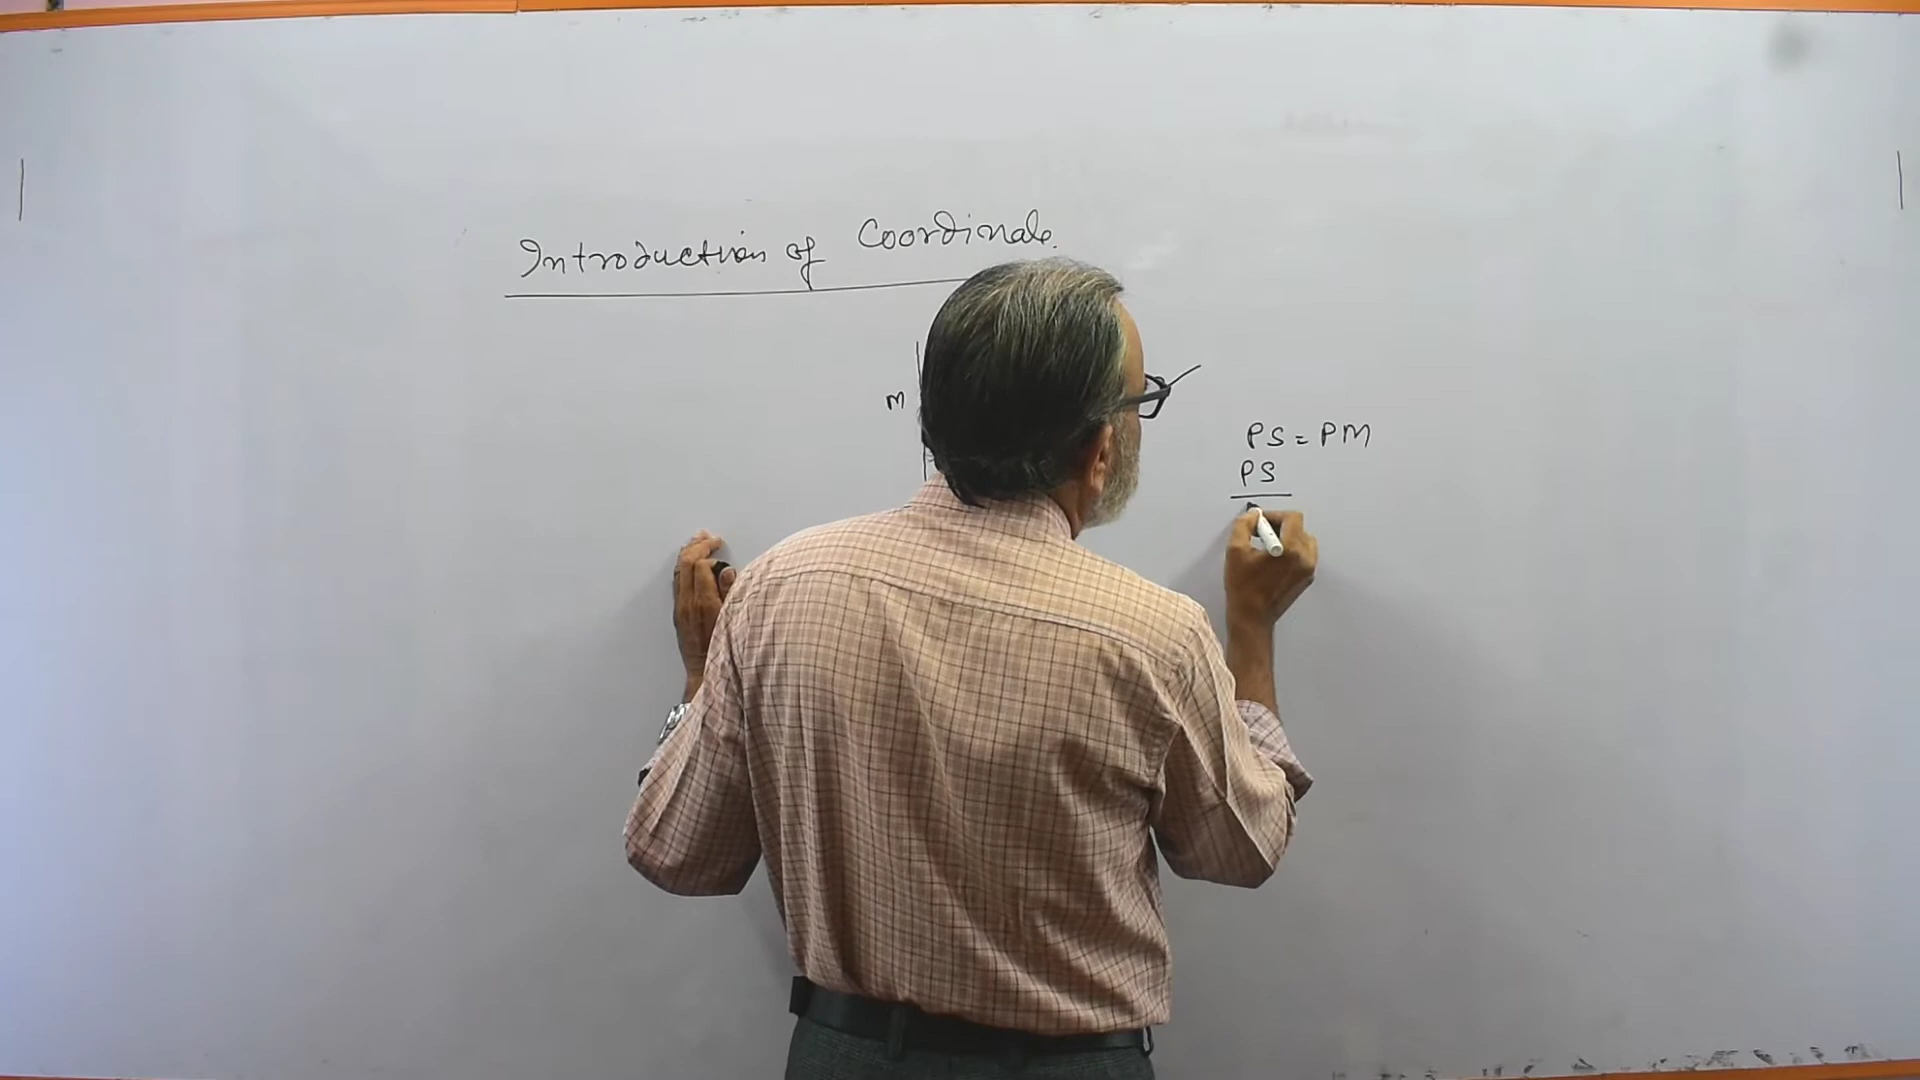 Introduction of Coordinate
M
PS = PM
PS